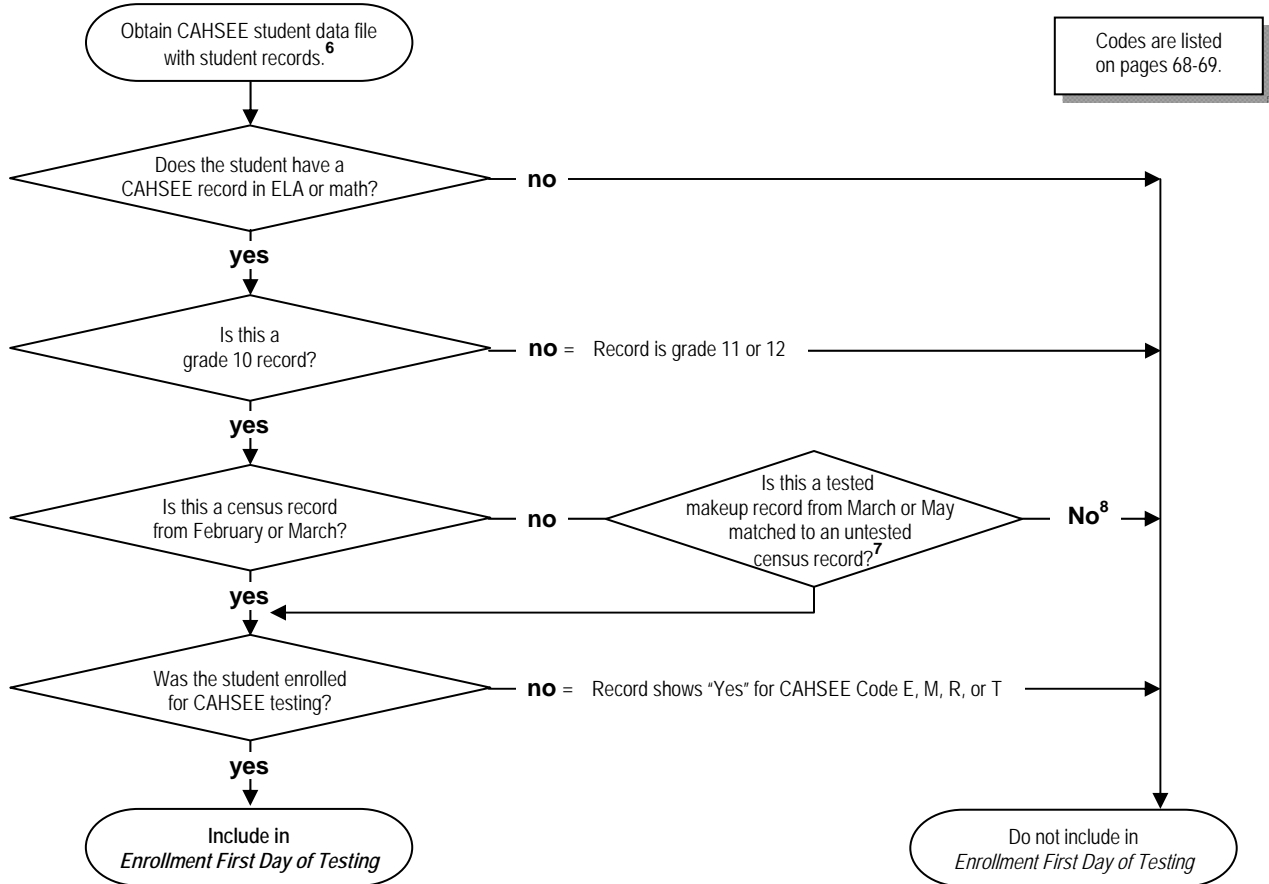 Obtain CAHSEE student data file
with student records.6
Codes are listed
on pages 68-69.
Does the student have a
CAHSEE record in ELA or math?
no
yes
Is this a
grade 10 record?
no = Record is grade 11 or 12
yes
Is this a census record
from February or March?
no
Is this a tested
makeup record from March or May
matched to an untested
census record?7
No8
yes
Was the student enrolled
for CAHSEE testing?
no = Record shows “Yes” for CAHSEE Code E, M, R, or T
yes
Include in
Enrollment First Day of Testing
Do not include in
Enrollment First Day of Testing